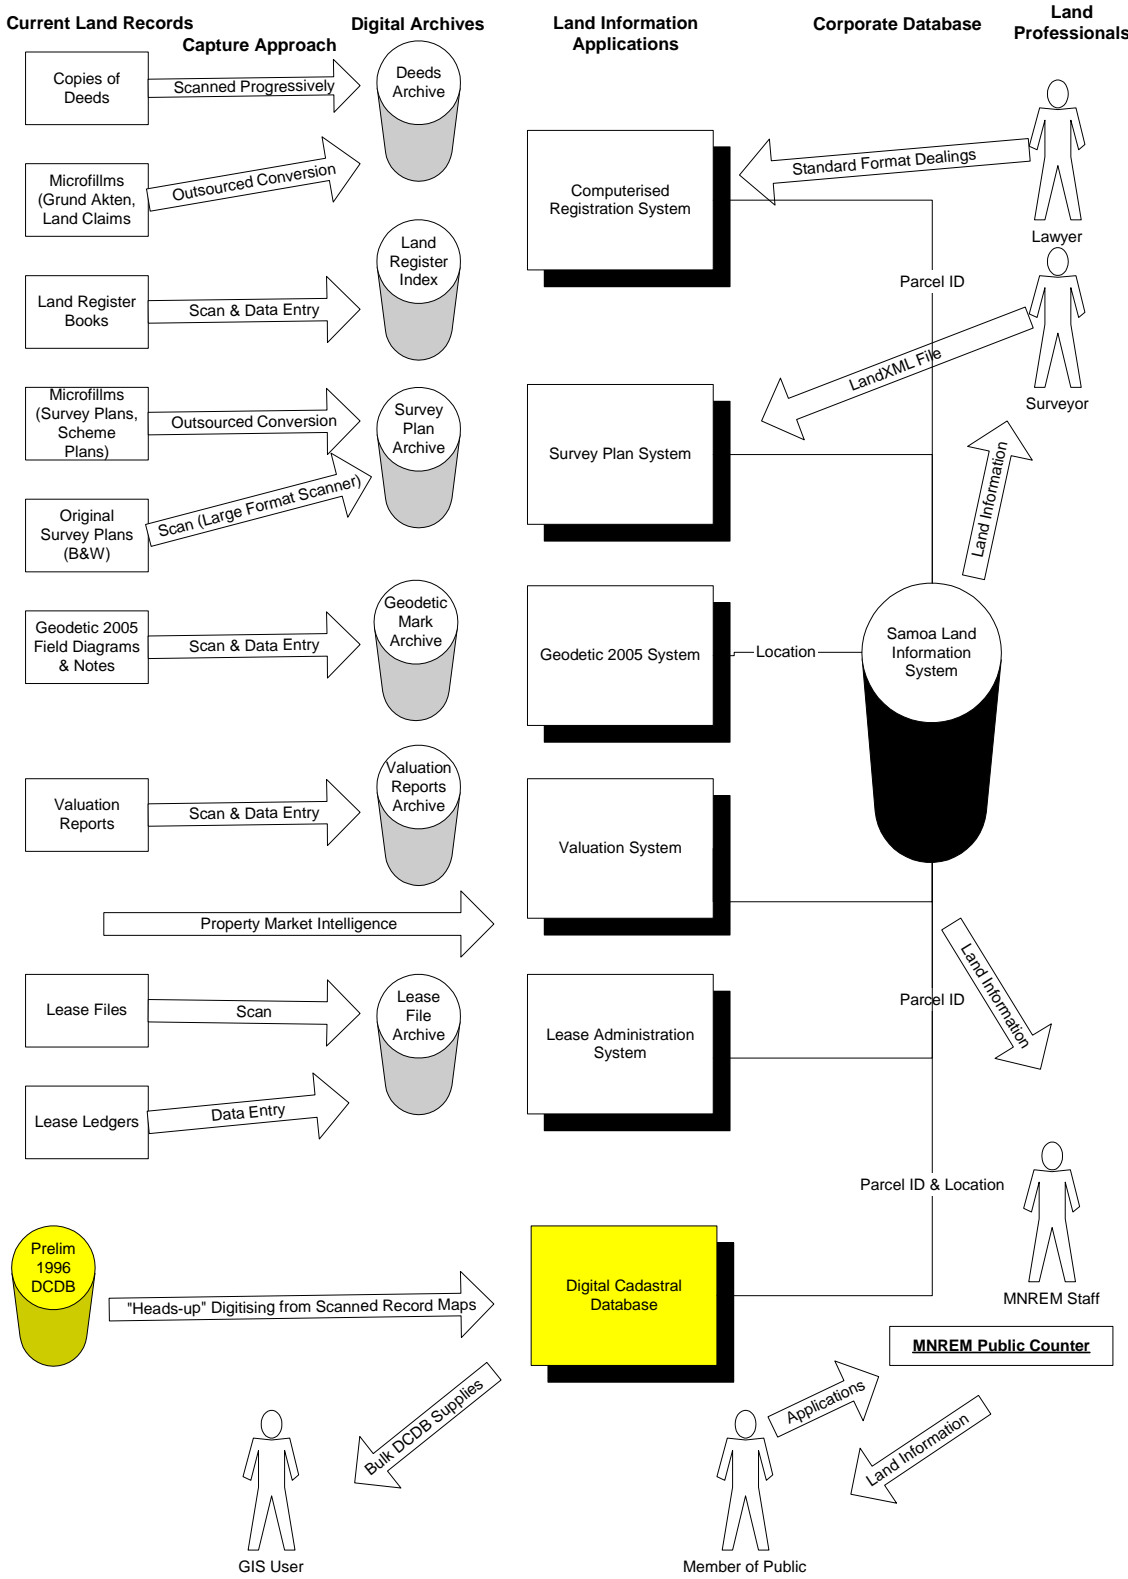 Current Land Records
Capture Approach
Digital Archives
Land Information
Applications
Corporate Database
Land
Professionals
Copies of
Deeds
Scanned Progressively
Deeds
Archive
Microfillms
(Grund Akten,
Land Claims
Outsourced Conversion
Computerised
Registration System
Standard Format Dealings
Lawyer
Land
Register
Index
Parcel ID
Land Register
Books
Scan & Data Entry
LandXML File
Surveyor
Microfillms
(Survey Plans,
Scheme
Plans)
Outsourced Conversion
Survey
Plan
Archive
Survey Plan System
Land Information
Original
Survey Plans
(B&W)
Scan (Large Format Scanner)
Geodetic 2005
Field Diagrams
& Notes
Scan & Data Entry
Geodetic
Mark
Archive
Geodetic 2005 System
Location
Samoa Land
Information
System
Valuation
Reports
Scan & Data Entry
Valuation
Reports
Archive
Valuation System
Property Market Intelligence
Land Information
Lease Files
Scan
Lease
File
Archive
Lease Administration
System
Parcel ID
Lease Ledgers
Data Entry
Parcel ID & Location
MNREM Staff
Prelim
1996
DCDB
"Heads-up" Digitising from Scanned Record Maps
Digital Cadastral
Database
MNREM Public Counter
Bulk DCDB Supplies
Applications
Land Information
GIS User
Member of Public